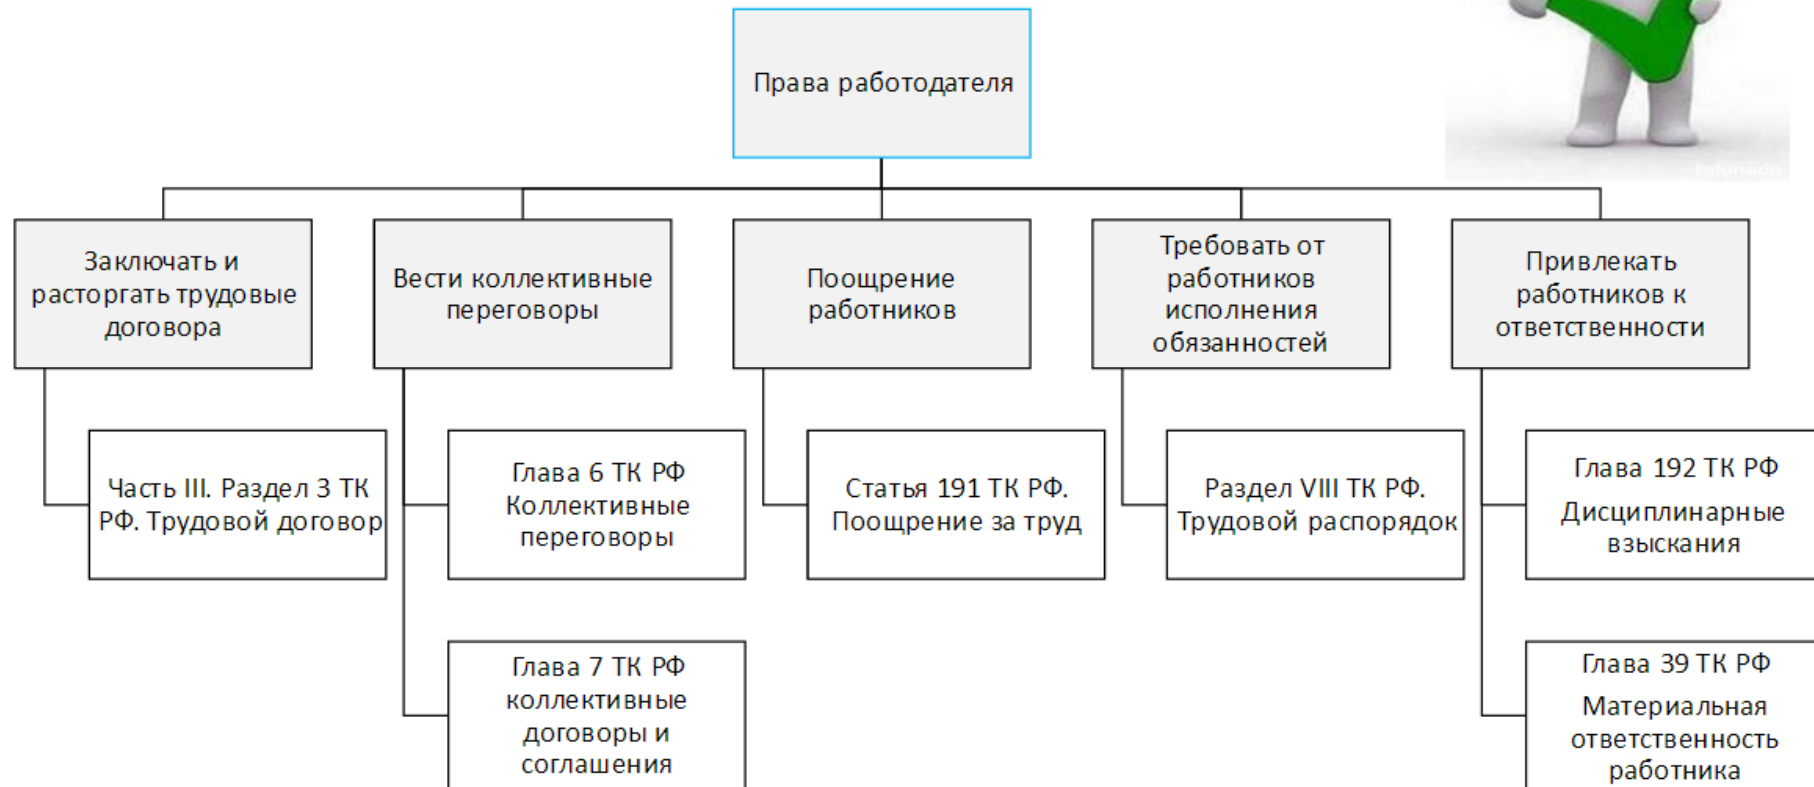 Права работодателя
Заключать и
расторгать трудовые
договора
Вести коллективные
переговоры
Поощрение
работников
Требовать от
работников
исполнения
обязанностей
Привлекать
работников к
ответственности
Часть III. Раздел 3 ТК
РФ. Трудовой договор
Глава 6 ТК РФ
Коллективные
переговоры
Статья 191 ТК РФ.
Поощрение за труд
Раздел VIII ТК РФ.
Трудовой распорядок
Глава 192 ТК РФ
Дисциплинарные
взыскания
Глава 7 ТК РФ
коллективные
договоры и
соглашения
Глава 39 ТК РФ
Материальная
ответственность
работника